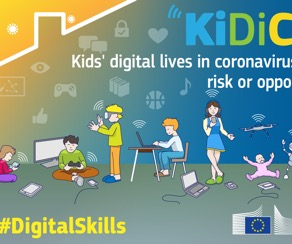 KiDiC
Kids' digital lives in coronavirus
risk or oppo
#DigitalSkills